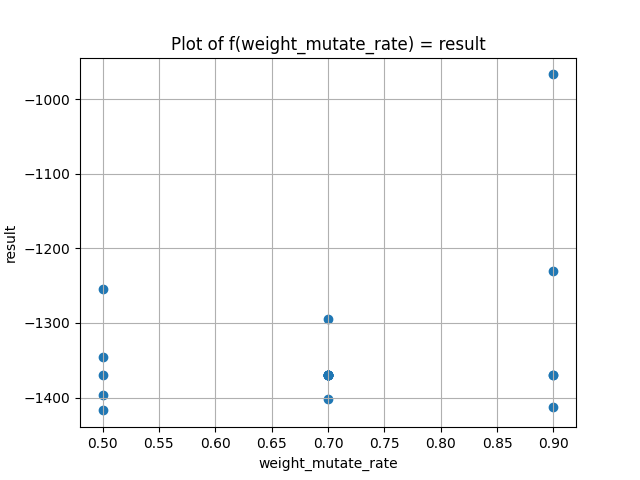 Plot of f(weight_mutate_rate) = result
−1000
−1100
−1200
−1300
−1400
result
0.50 0.55 0.60 0.65 0.70 0.75 0.80 0.85 0.90
weight_mutate_rate